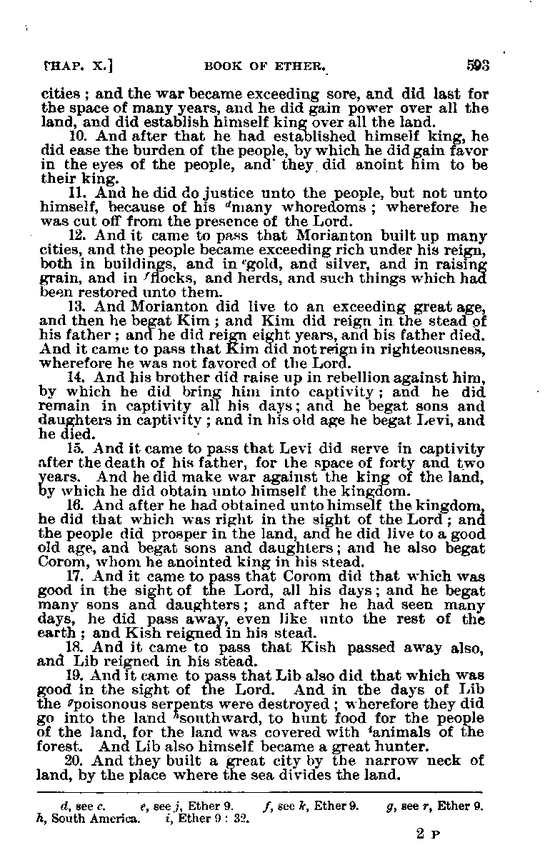 CHAP. X.] BOOK OF ETHER. 593
cities ; and the war became exceeding sore, and did last for
the space of many years, and he did gain power over all the
land, and did establish himself king over all the land.
10. And after that he had established himself king, he
did ease the burden of the people, by which he did gain favor
in the eyes of the people, and they did anoint him to be
their king.
11. And he did do justice unto the people, but not unto
himself, because of his dmany whoredoms ; wherefore he
was cut off from the presence of the Lord.
12. And it came to pass that Morianton built up many
cities, and the people became exceeding rich under his reign,
both in buildings, and in egold, and silver, and in raising
grain, and in fflocks, and herds, and such things which had
been restored unto them.
13. And Morianton did live to an exceeding great age,
and then he begat Kim ; and Kim did reign in the stead of
his father ; and he did reign eight years, and his father died.
And it came to pass that Kim did not reign in righteousness,
wherefore he was not favored of the Lord.
14. And his brother did raise up in rebellion against him,
by which he did bring him into captivity ; and he did
remain in captivity all his days ; and he begat sons and
daughters in captivity ; and in his old age he begat Levi, and
he died.
15. And it came to pass that Levi did serve in captivity
after the death of his father, for the space of forty and two
years. And he did make war against the king of the land,
by which he did obtain unto himself the kingdom.
16. And after he had obtained unto himself the kingdom,
he did that which was right in the sight of the Lord ; and
the people did prosper in the land, and he did live to a good
old age, and begat sons and daughters ; and he also begat
Corom, whom he anointed king in his stead.
17. And it came to pass that Corom did that which was
good in the sight of the Lord, all his days ; and he begat
many sons and daughters ; and after he had seen many
days, he did pass away, even like unto the rest of the
earth ; and Kish reigned in his stead.
18. And it came to pass that Kish passed away also,
and Lib reigned in his stead.
19. And it came to pass that Lib also did that which was
good in the sight of the Lord. And in the days of Lib
the gpoisonous serpents were destroyed ; wherefore they did
go into the land hsouthward, to hunt food for the people
of the land, for the land was covered with ianimals of the
forest. And Lib also himself became a great hunter.
20. And they built a great city by the narrow neck of
land, by the place where the sea divides the land.
d, see c. e, see j, Ether 9. f, see k, Ether 9. g, see r, Ether 9.
h, South America. i, Ether 9 : 32.
2 P